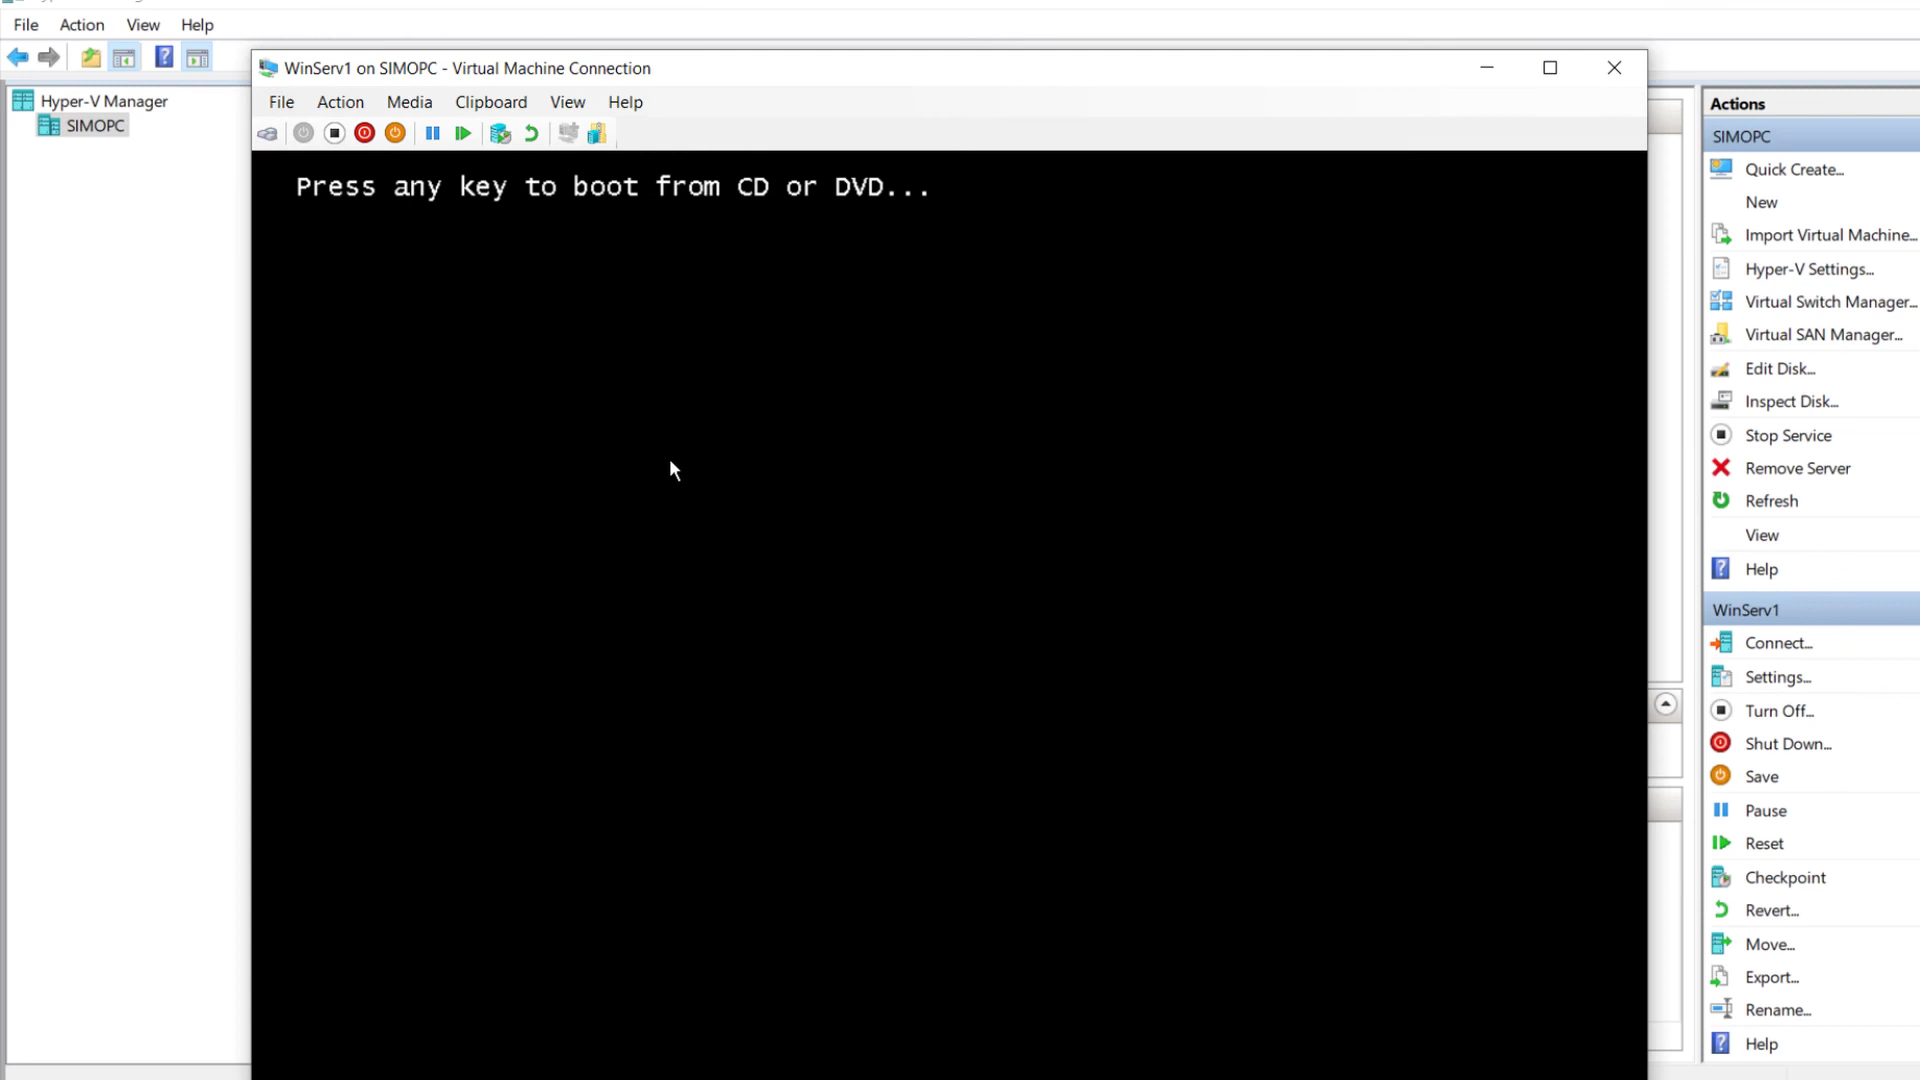 File Action View Help
Hyper-V Manager
SIMOPC
WinServ1 on SIMOPC - Virtual Machine Connection
File Action Media Clipboard View Help
Press any key to boot from CD or DVD...
Actions
SIMOPC
Quick Create...
New
Import Virtual Machine...
Hyper-V Settings...
Virtual Switch Manager...
Virtual SAN Manager...
Edit Disk...
Inspect Disk...
Stop Service
Remove Server
Refresh
View
Help
WinServ1
Connect...
Settings...
Turn Off...
Shut Down...
Save
Pause
Reset
Checkpoint
Revert...
Move...
Export...
Rename...
Help